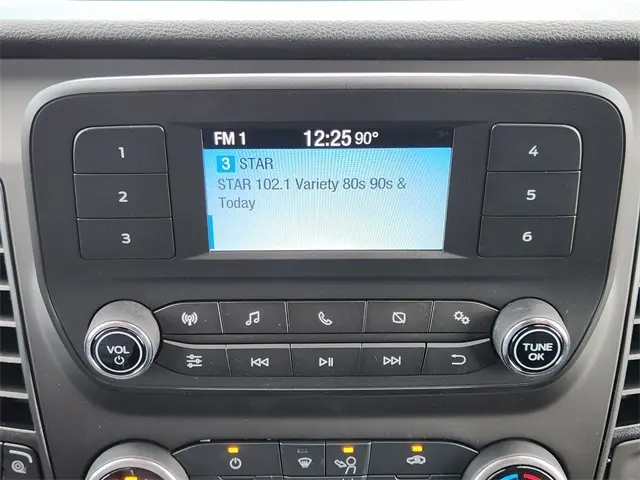 FM 1 12:25 90°
3 STAR
STAR 102.1 Variety 80s 90s &
Today
1
2
3
4
5
6
VOL
TUNE
OK